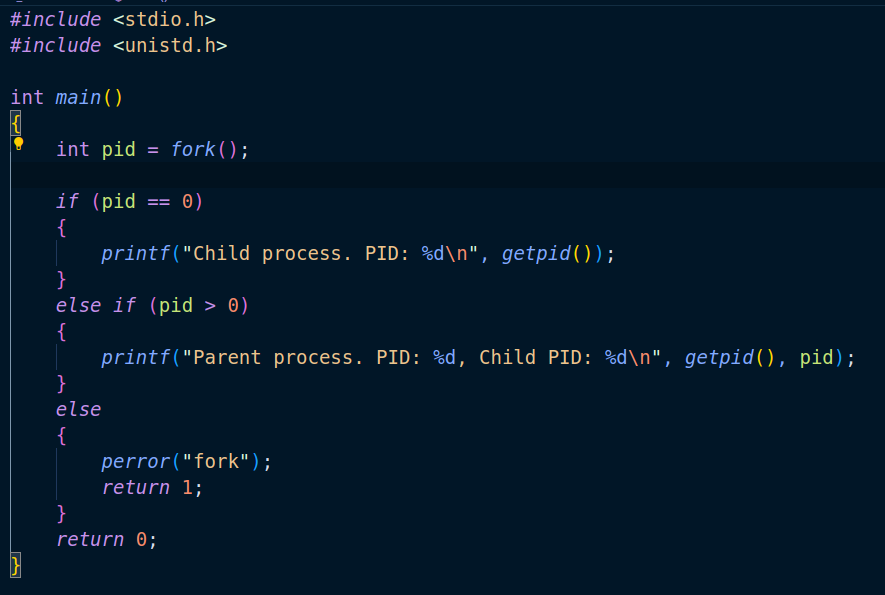 #include <stdio.h>
#include <unistd.h>

int main()
{
    int pid = fork();

    if (pid == 0)
    {
        printf("Child process. PID: %d\n", getpid());
    }
    else if (pid > 0)
    {
        printf("Parent process. PID: %d, Child PID: %d\n", getpid(), pid);
    }
    else
    {
        perror("fork");
        return 1;
    }
    return 0;
}